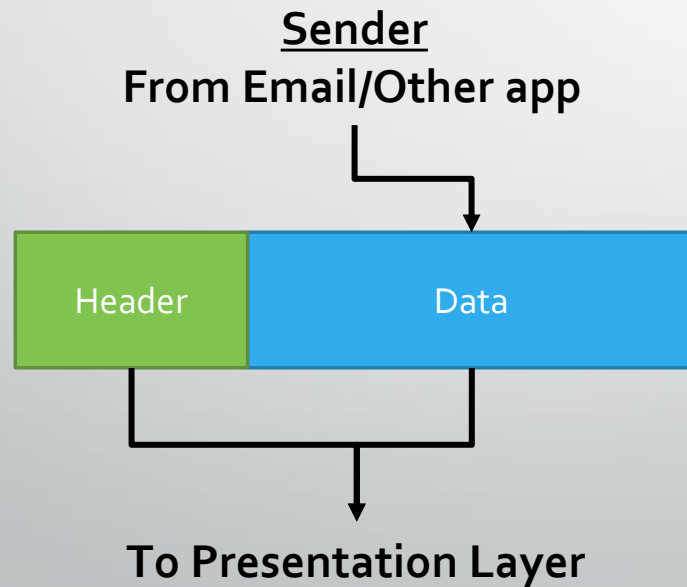 Sender
From Email/Other app
Header
Data
To Presentation Layer